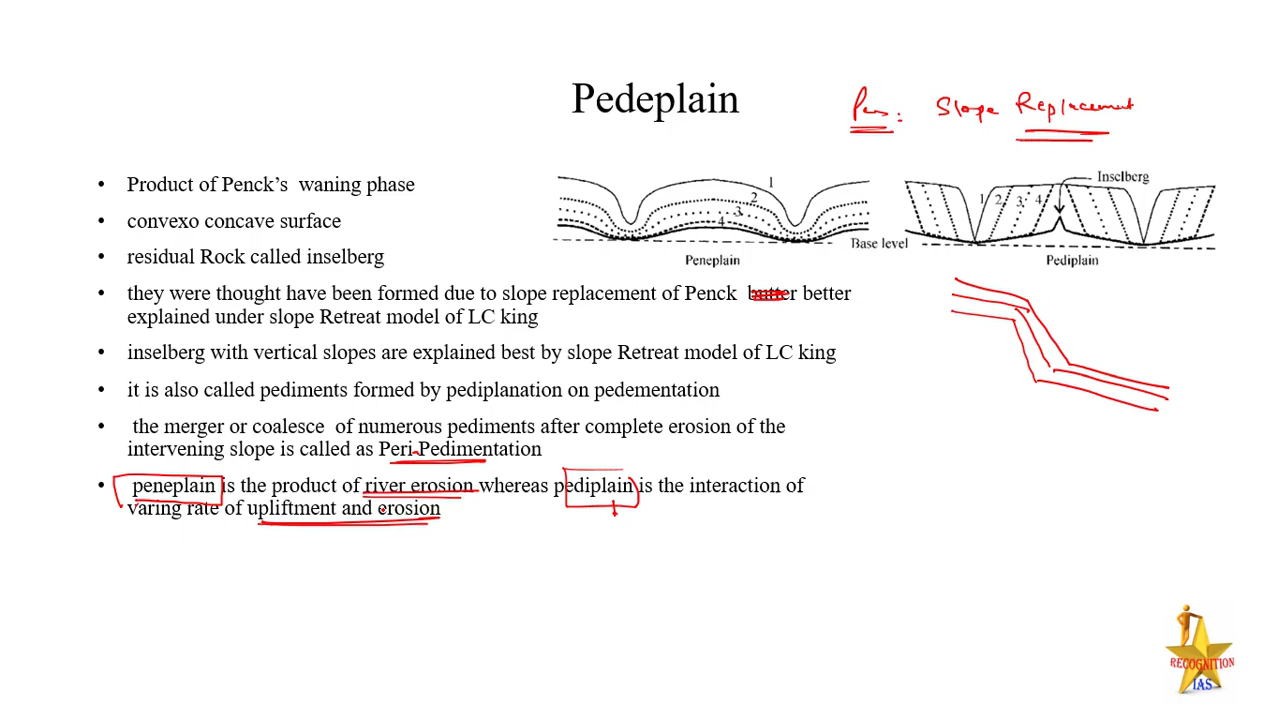 Pedeplain
Pen: Slope Replacement
• Product of Penck’s waning phase
• convexo concave surface
• residual Rock called inselberg
• they were thought have been formed due to slope replacement of Penck better
explained under slope Retreat model of LC king
• inselberg with vertical slopes are explained best by slope Retreat model of LC king
• it is also called pediments formed by pediplanation on pedementation
• the merger or coalesce of numerous pediments after complete erosion of the
intervening slope is called as Peri-Pedimentation
• peneplain is the product of river erosion whereas pediplain is the interaction of
varing rate of upliftment and erosion
1
2
3
4
Peneplain
Base level
Inselberg
1 2 3 4
Pediplain
RECOGNITION
IAS